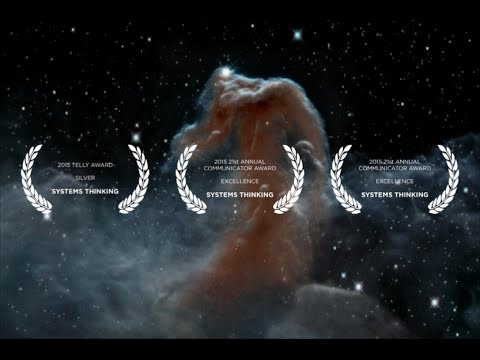 2015 TELLY AWARD
SILVER
SYSTEMS THINKING
2015 21st ANNUAL
COMMUNICATOR AWARD
EXCELLENCE
SYSTEMS THINKING
2015 21st ANNUAL
COMMUNICATOR AWARD
EXCELLENCE
SYSTEMS THINKING